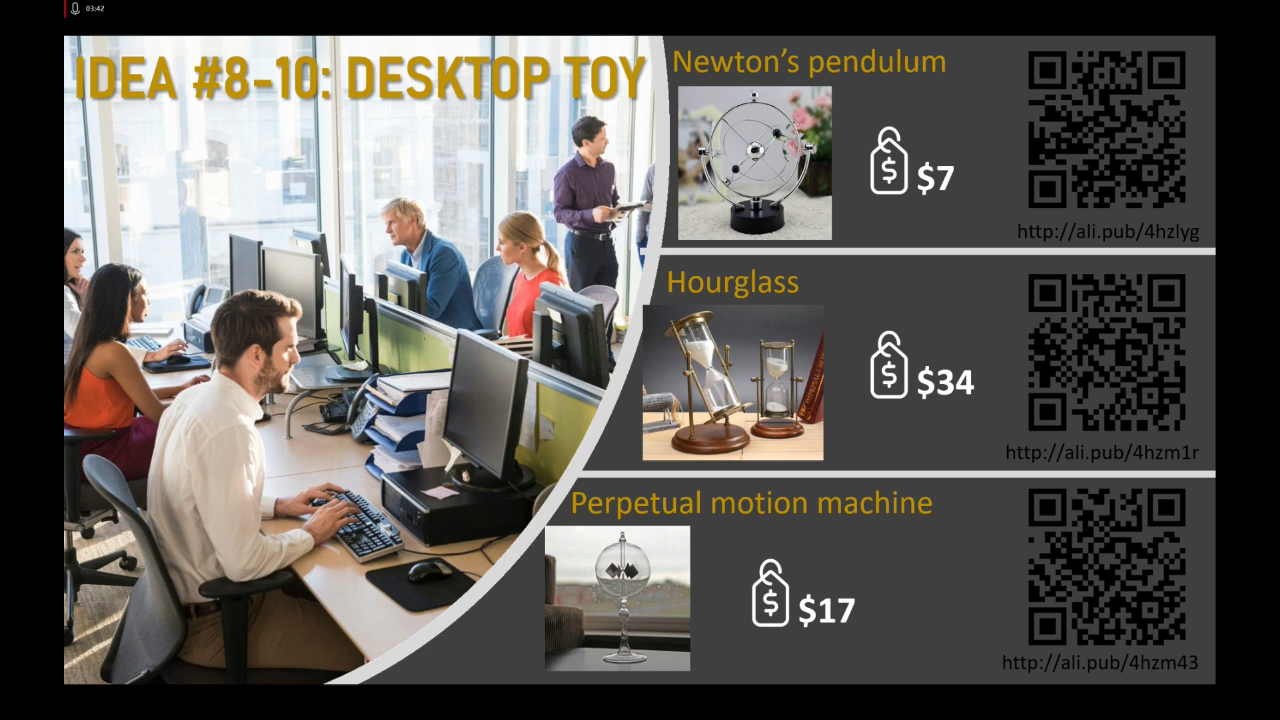 03:42
IDEA #8-10: DESKTOP TOY
Newton's pendulum
$7
http://ali.pub/4hzlyg
Hourglass
$34
http://ali.pub/4hzm1r
Perpetual motion machine
$17
http://ali.pub/4hzm43